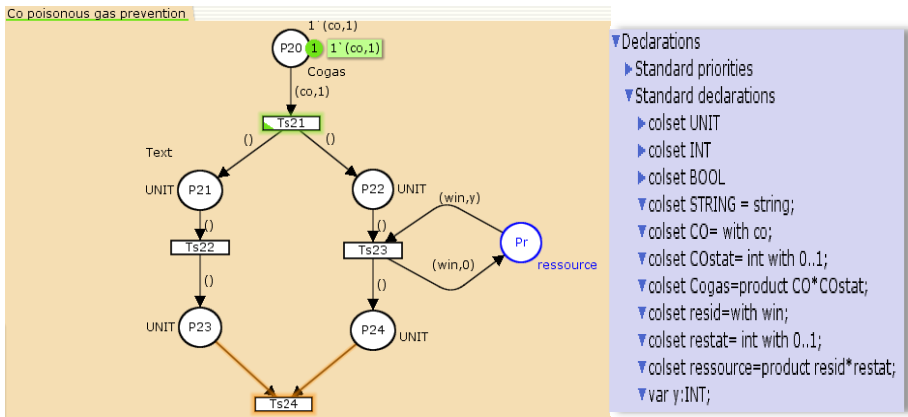 Co poisonous gas prevention
1`(co,1)
P20 1 1`(co,1)
Cogas
(co,1)
Ts21
() ()
Text
UNIT P21 P22 UNIT
(win,y)
() ()
Ts22 Ts23 Pr
(win,0) ressource
() ()
UNIT P23 P24 UNIT
Ts24
Declarations
Standard priorities
Standard declarations
colset UNIT
colset INT
colset BOOL
colset STRING = string;
colset CO= with co;
colset COstat= int with 0..1;
colset Cogas=product CO*COstat;
colset resid=with win;
colset restat= int with 0..1;
colset ressource=product resid*restat;
var y:INT;